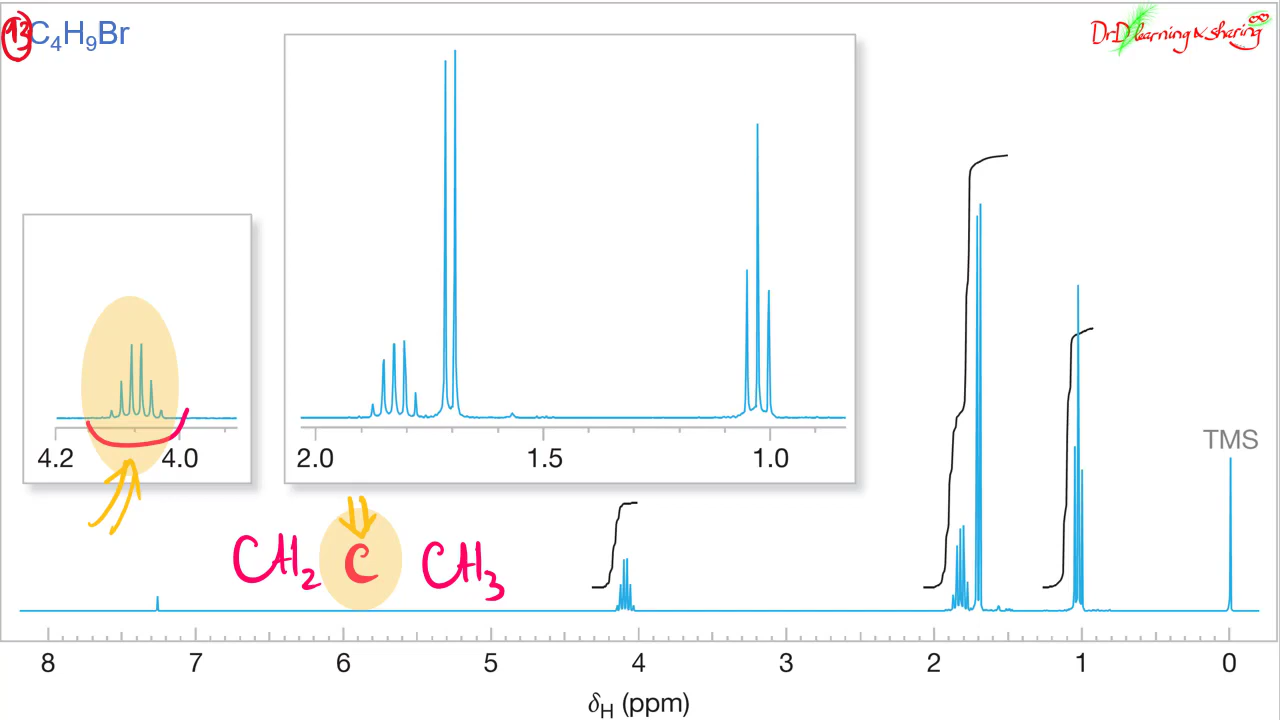 13 C₄H₉Br
DrD learning & sharing
4.2 4.0
2.0 1.5 1.0
TMS
CH₂ C CH₃
8 7 6 5 4 3 2 1 0
δH (ppm)